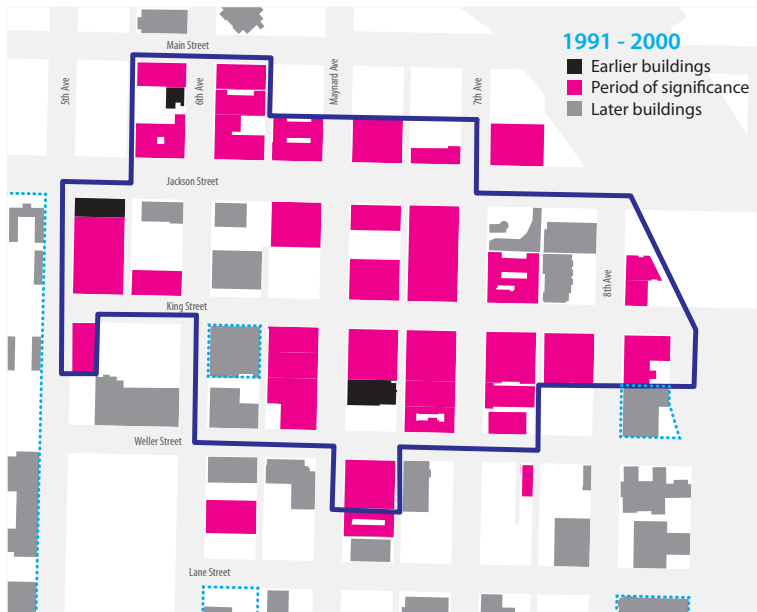 Main Street
1991 - 2000
Earlier buildings
Period of significance
Later buildings
5th Ave
6th Ave
Maynard Ave
7th Ave
Jackson Street
8th Ave
King Street
Weller Street
Lane Street